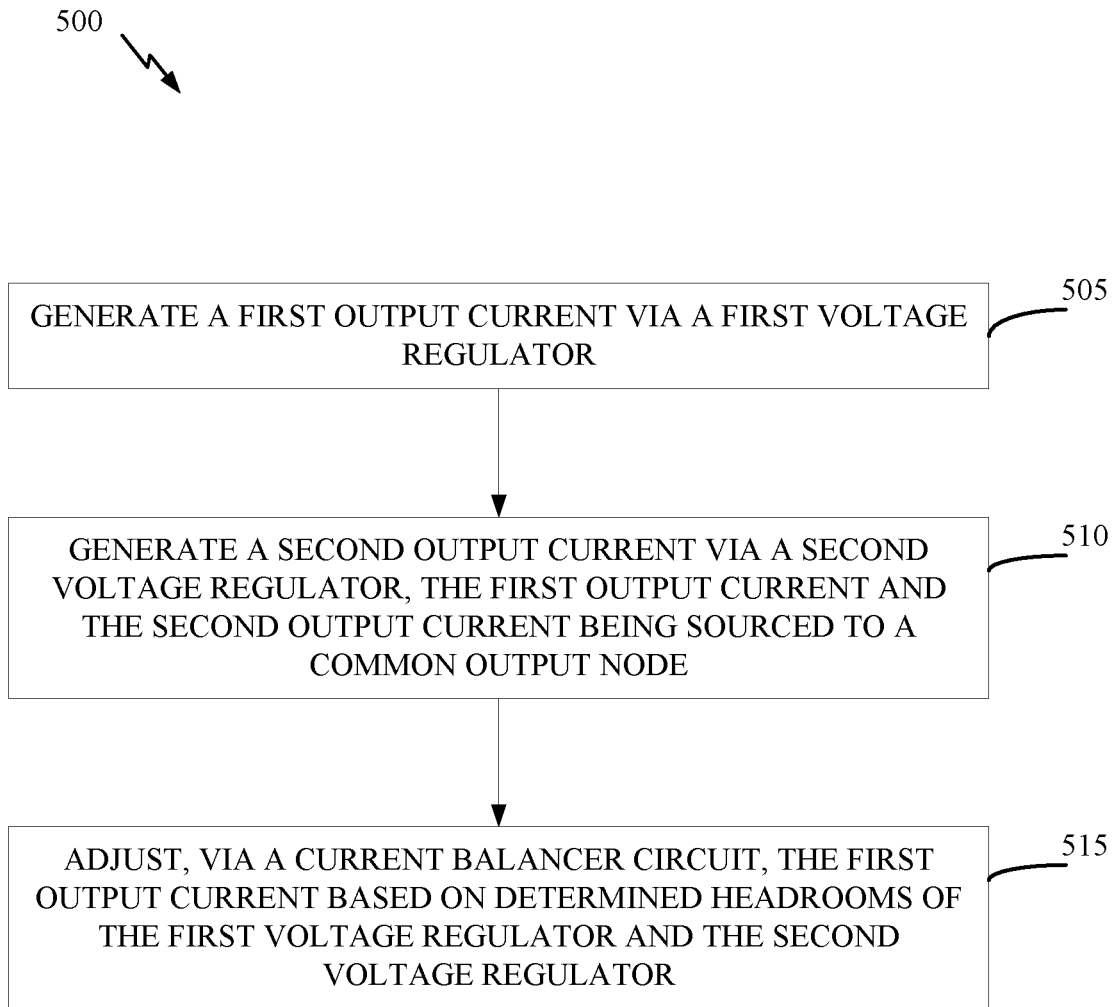 500
GENERATE A FIRST OUTPUT CURRENT VIA A FIRST VOLTAGE
REGULATOR
505
GENERATE A SECOND OUTPUT CURRENT VIA A SECOND
VOLTAGE REGULATOR, THE FIRST OUTPUT CURRENT AND
THE SECOND OUTPUT CURRENT BEING SOURCED TO A
COMMON OUTPUT NODE
510
ADJUST, VIA A CURRENT BALANCER CIRCUIT, THE FIRST
OUTPUT CURRENT BASED ON DETERMINED HEADROOMS OF
THE FIRST VOLTAGE REGULATOR AND THE SECOND
VOLTAGE REGULATOR
515